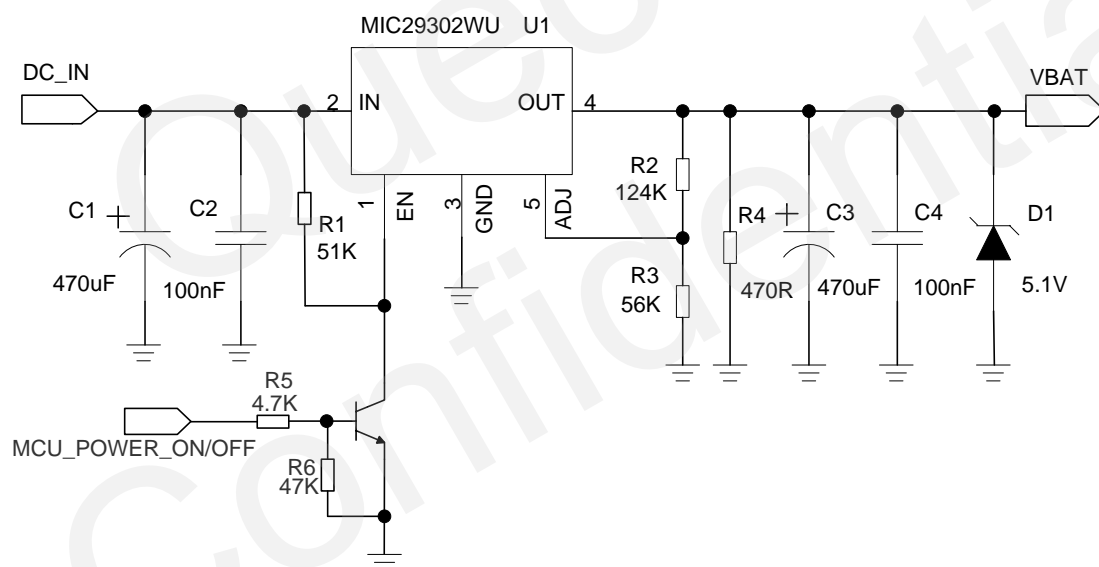 MIC29302WU U1
DC_IN
VBAT
2 IN
OUT 4
1
EN
3
GND
5
ADJ
R2
124K
C1 +
470uF
C2
100nF
R1
51K
R4
470R
+ C3
470uF
C4
100nF
D1
5.1V
R3
56K
R5
4.7K
MCU_POWER_ON/OFF
R6
47K
Quec
Confidentia